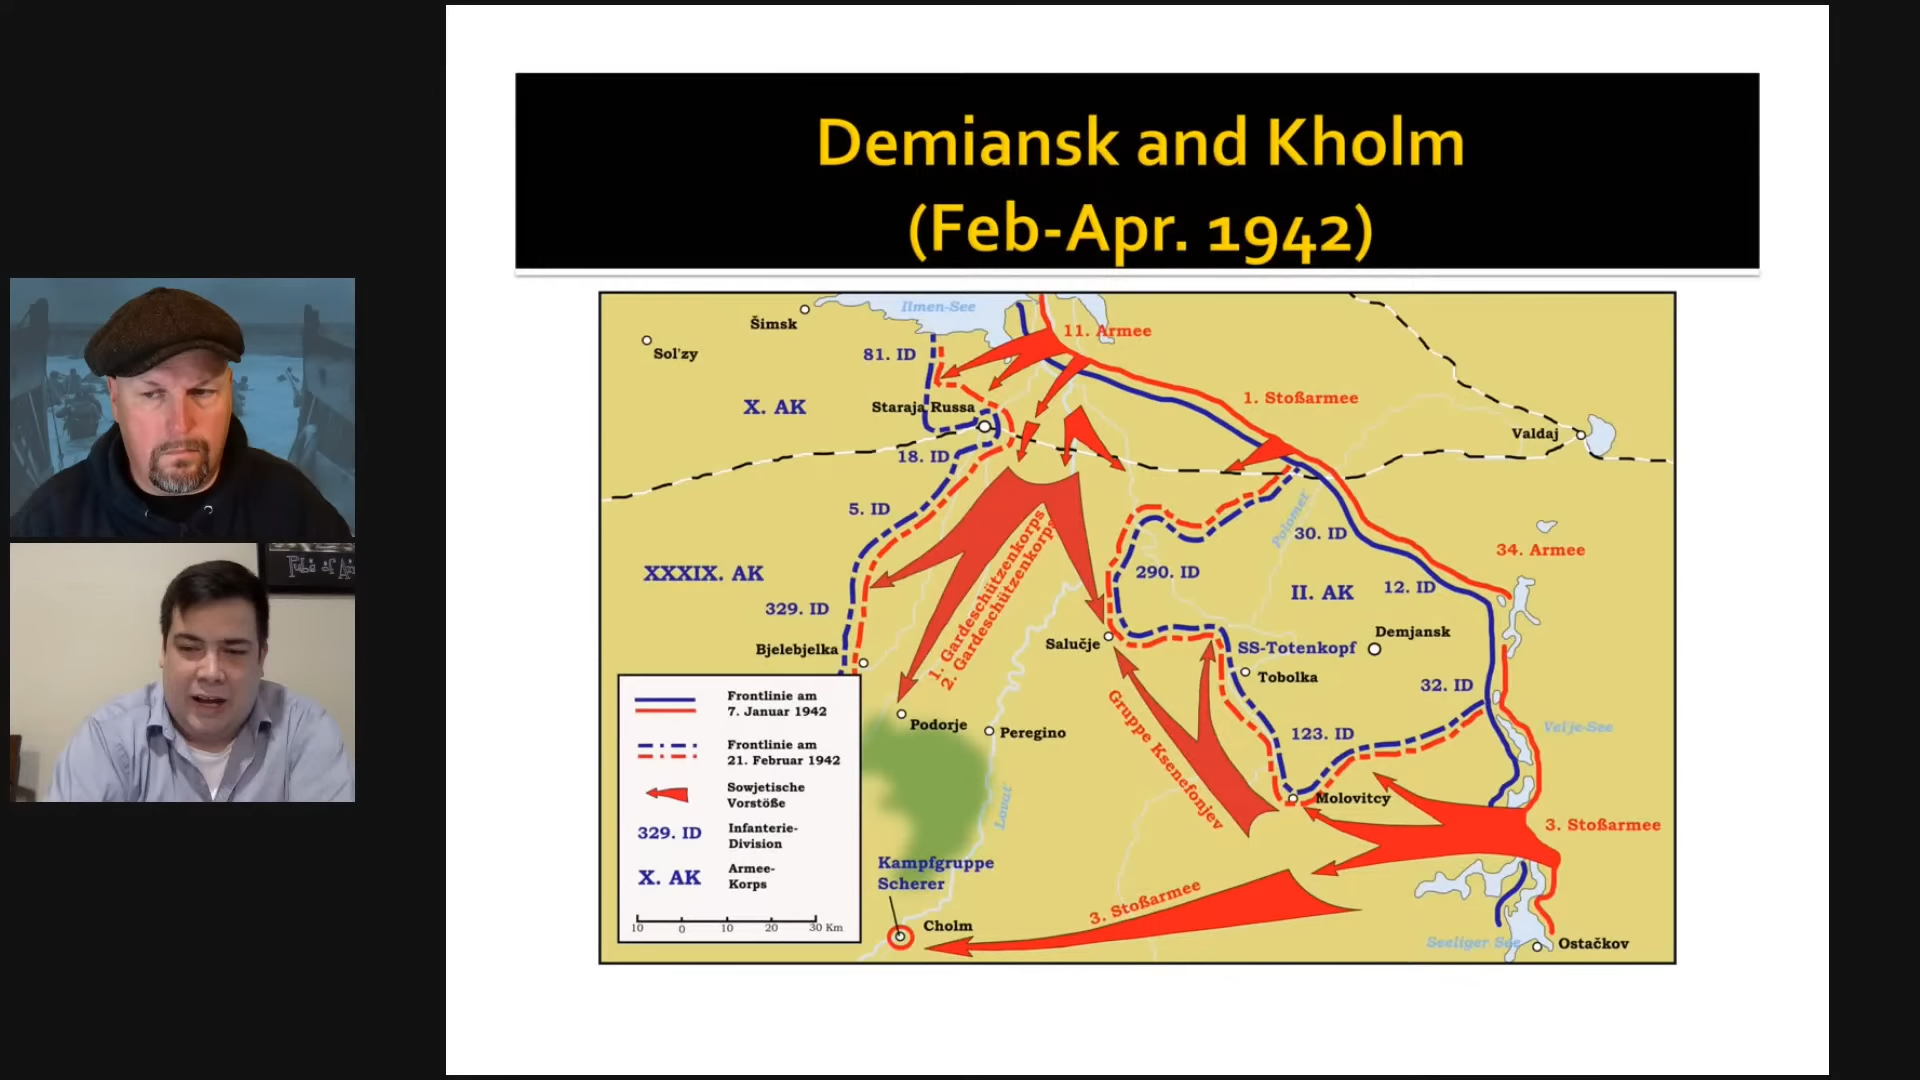 Demiansk and Kholm
(Feb-Apr. 1942)
Ilmen-See
Šimsk
Sol'zy
81. ID
11. Armee
X. AK
Staraja Russa
1. Stoßarmee
Valdaj
18. ID
5. ID
30. ID
34. Armee
Polomet'
XXXIX. AK
290. ID
II. AK
12. ID
329. ID
1. Gardeschützenkorps
2. Gardeschützenkorps
Bjelebjelka
Salučje
SS-Totenkopf
Demjansk
Tobolka
32. ID
Gruppe Ksenefonjev
123. ID
Velje-See
Podorje
Peregino
Lovat'
Molovitcy
3. Stoßarmee
Kampfgruppe
Scherer
3. Stoßarmee
Cholm
Seeliger See
Ostačkov
Frontlinie am
7. Januar 1942
Frontlinie am
21. Februar 1942
Sowjetische
Vorstöße
329. ID
Infanterie-
Division
X. AK
Armee-
Korps
10 0 10 20 30 Km